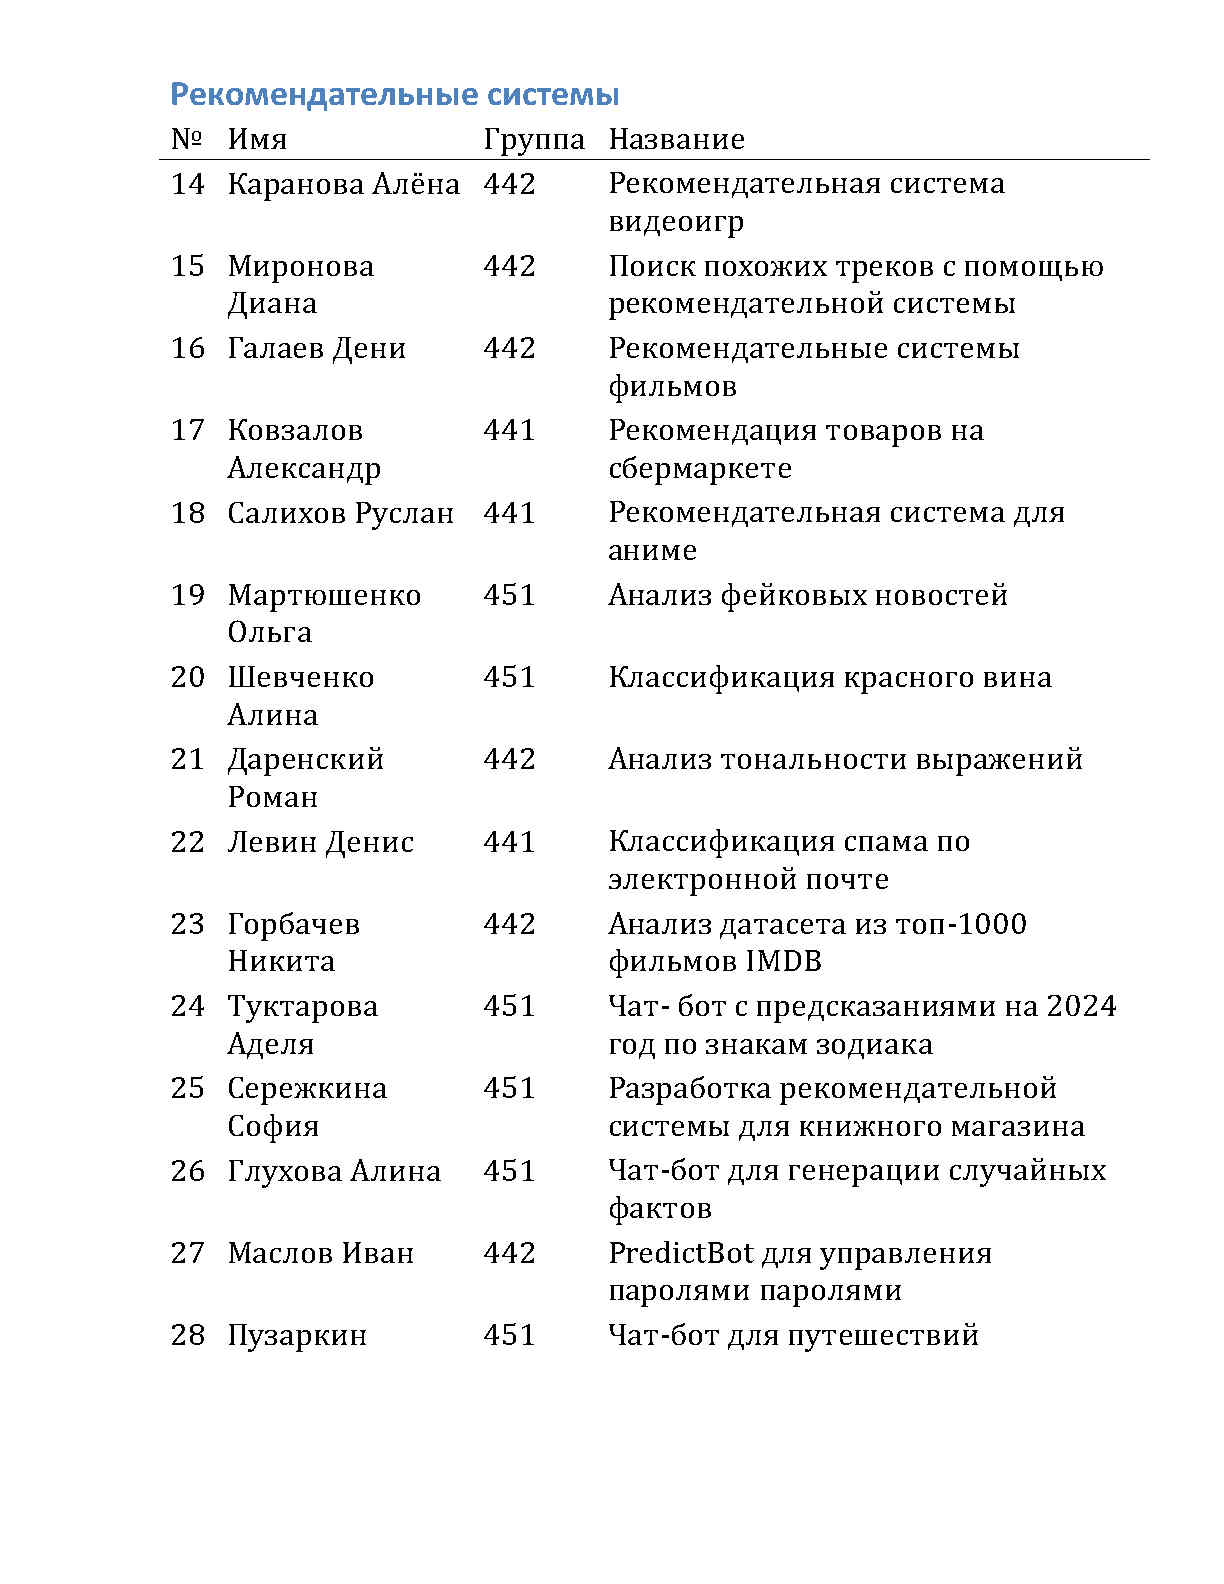 Рекомендательные системы
№ Имя Группа Название
14 Каранова Алёна 442 Рекомендательная система
видеоигр
15 Миронова 442 Поиск похожих треков с помощью
Диана рекомендательной системы
16 Галаев Дени 442 Рекомендательные системы
фильмов
17 Ковзалов 441 Рекомендация товаров на
Александр сбермаркете
18 Салихов Руслан 441 Рекомендательная система для
аниме
19 Мартюшенко 451 Анализ фейковых новостей
Ольга
20 Шевченко 451 Классификация красного вина
Алина
21 Даренский 442 Анализ тональности выражений
Роман
22 Левин Денис 441 Классификация спама по
электронной почте
23 Горбачев 442 Анализ датасета из топ-1000
Никита фильмов IMDB
24 Туктарова 451 Чат- бот с предсказаниями на 2024
Аделя год по знакам зодиака
25 Сережкина 451 Разработка рекомендательной
София системы для книжного магазина
26 Глухова Алина 451 Чат-бот для генерации случайных
фактов
27 Маслов Иван 442 PredictBot для управления
паролями паролями
28 Пузаркин 451 Чат-бот для путешествий